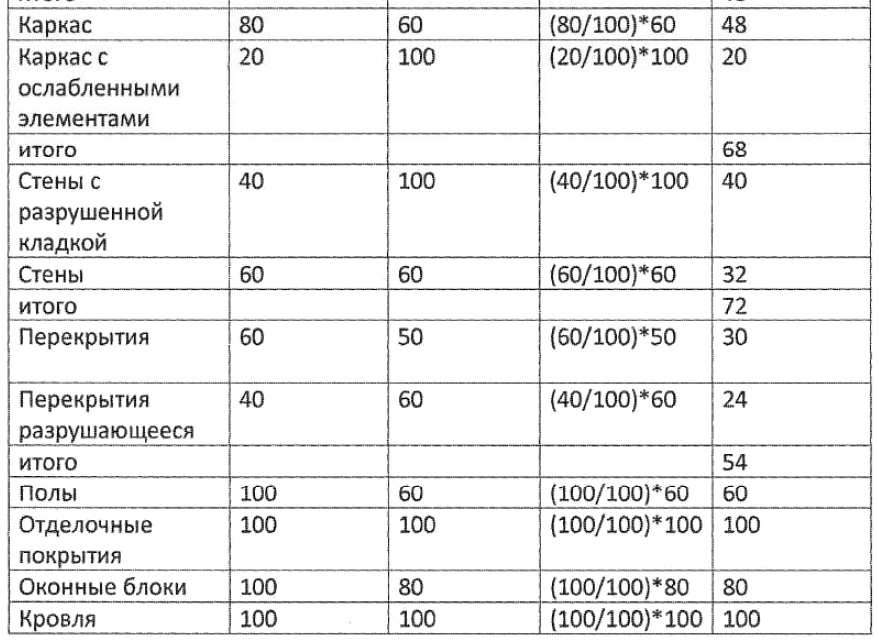 Каркас 80 60 (80/100)*60 48
Каркас с 20 100 (20/100)*100 20
ослабленными
элементами
итого 68
Стены с 40 100 (40/100)*100 40
разрушенной
кладкой
Стены 60 60 (60/100)*60 32
итого 72
Перекрытия 60 50 (60/100)*50 30
Перекрытия 40 60 (40/100)*60 24
разрушающееся
итого 54
Полы 100 60 (100/100)*60 60
Отделочные 100 100 (100/100)*100 100
покрытия
Оконные блоки 100 80 (100/100)*80 80
Кровля 100 100 (100/100)*100 100